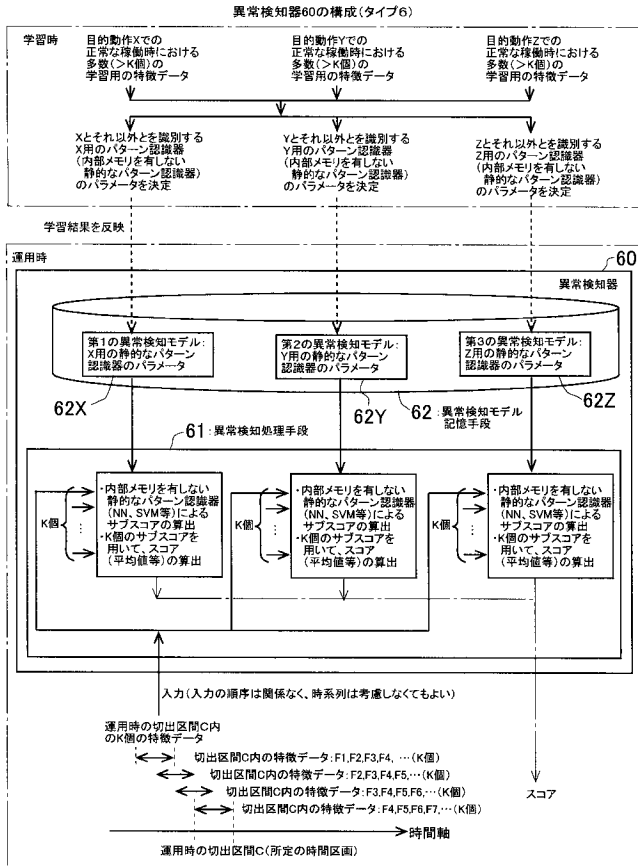 異常検知器60の構成(タイプ6)
学習時
目的動作Xでの
正常な稼働時における
多数(>K個)の
学習用の特徴データ
目的動作Yでの
正常な稼働時における
多数(>K個)の
学習用の特徴データ
目的動作Zでの
正常な稼働時における
多数(>K個)の
学習用の特徴データ
Xとそれ以外とを識別する
X用のパターン認識器
(内部メモリを有しない
静的なパターン認識器)
のパラメータを決定
Yとそれ以外とを識別する
Y用のパターン認識器
(内部メモリを有しない
静的なパターン認識器)
のパラメータを決定
Zとそれ以外とを識別する
Z用のパターン認識器
(内部メモリを有しない
静的なパターン認識器)
のパラメータを決定
学習結果を反映
運用時
60
異常検知器
第1の異常検知モデル:
X用の静的なパターン
認識器のパラメータ
第2の異常検知モデル:
Y用の静的なパターン
認識器のパラメータ
第3の異常検知モデル:
Z用の静的なパターン
認識器のパラメータ
62X
62Y
62:異常検知モデル
記憶手段
62Z
61:異常検知処理手段
K個
・内部メモリを有しない
静的なパターン認識器
(NN、SVM等)による
サブスコアの算出
・K個のサブスコアを
用いて、スコア
(平均値等)の算出
K個
・内部メモリを有しない
静的なパターン認識器
(NN、SVM等)による
サブスコアの算出
・K個のサブスコアを
用いて、スコア
(平均値等)の算出
K個
・内部メモリを有しない
静的なパターン認識器
(NN、SVM等)による
サブスコアの算出
・K個のサブスコアを
用いて、スコア
(平均値等)の算出
入力(入力の順序は関係なく、時系列は考慮しなくてもよい)
運用時の切出区間C内
のK個の特徴データ
切出区間C内の特徴データ:F1,F2,F3,F4, …(K個)
切出区間C内の特徴データ:F2,F3,F4,F5,…(K個)
切出区間C内の特徴データ:F3,F4,F5,F6,…(K個)
切出区間C内の特徴データ:F4,F5,F6,F7,…(K個)
スコア
時間軸
運用時の切出区間C(所定の時間区画)